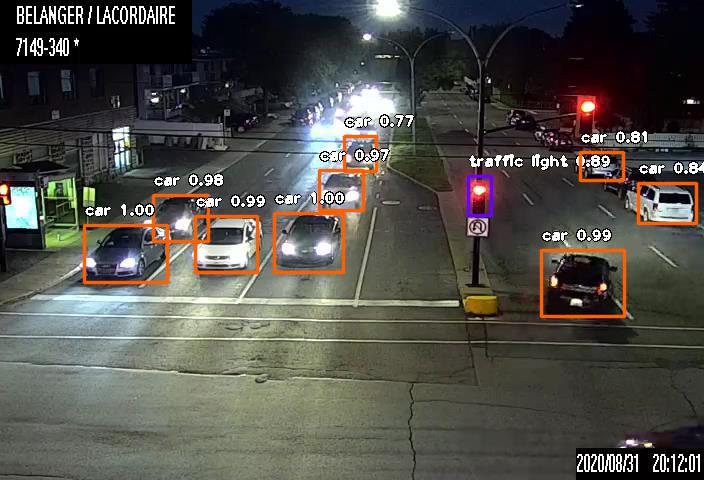 BELANGER / LACORDAIRE
7149-340 *
car 0.77
car 0.97
car 0.81
traffic light 0.89
car 0.84
car 0.98
car 0.99
car 1.00
car 1.00
car 0.99
2020/08/31 20:12:01